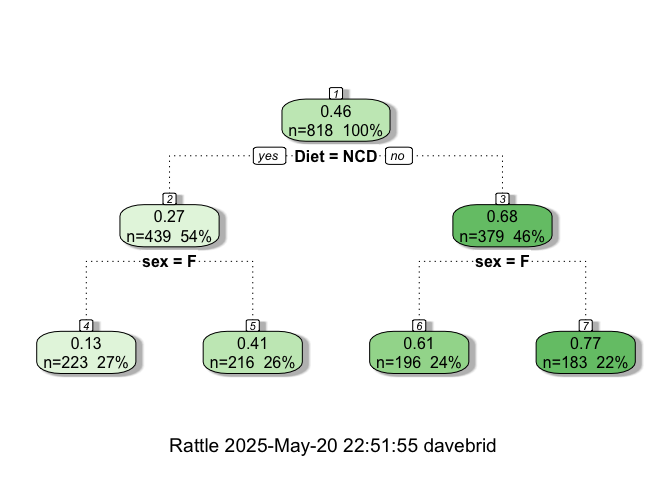 1
0.46
n=818 100%
yes Diet = NCD no
2
0.27
n=439 54%
3
0.68
n=379 46%
sex = F
sex = F
4
0.13
n=223 27%
5
0.41
n=216 26%
6
0.61
n=196 24%
7
0.77
n=183 22%
Rattle 2025-May-20 22:51:55 davebrid